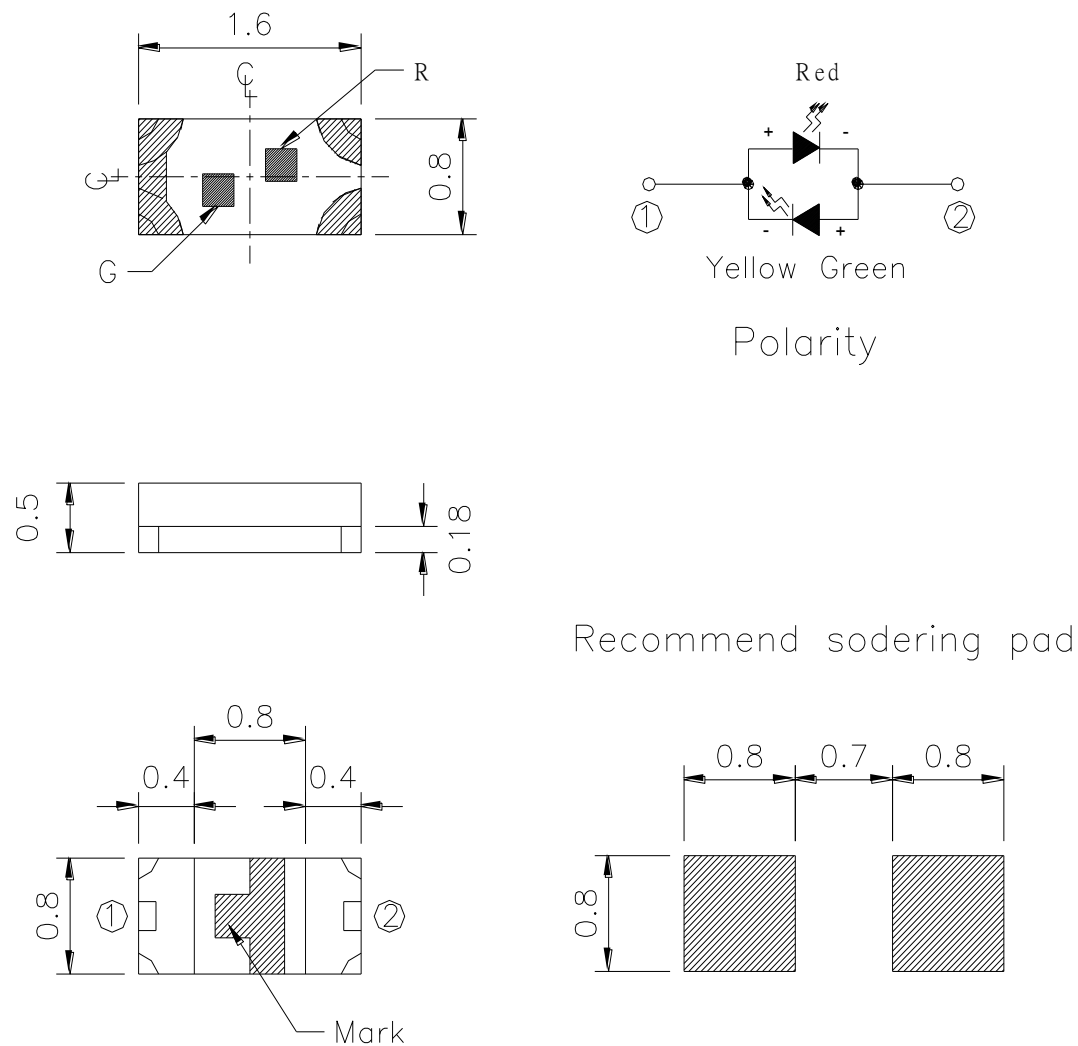 1.6
℄
R
℄
0.8
G
Red
+ -
1 2
- +
Yellow Green
Polarity
0.5
0.18
Recommend sodering pad
0.8
0.4 0.4
0.8
1 2
Mark
0.8 0.7 0.8
0.8